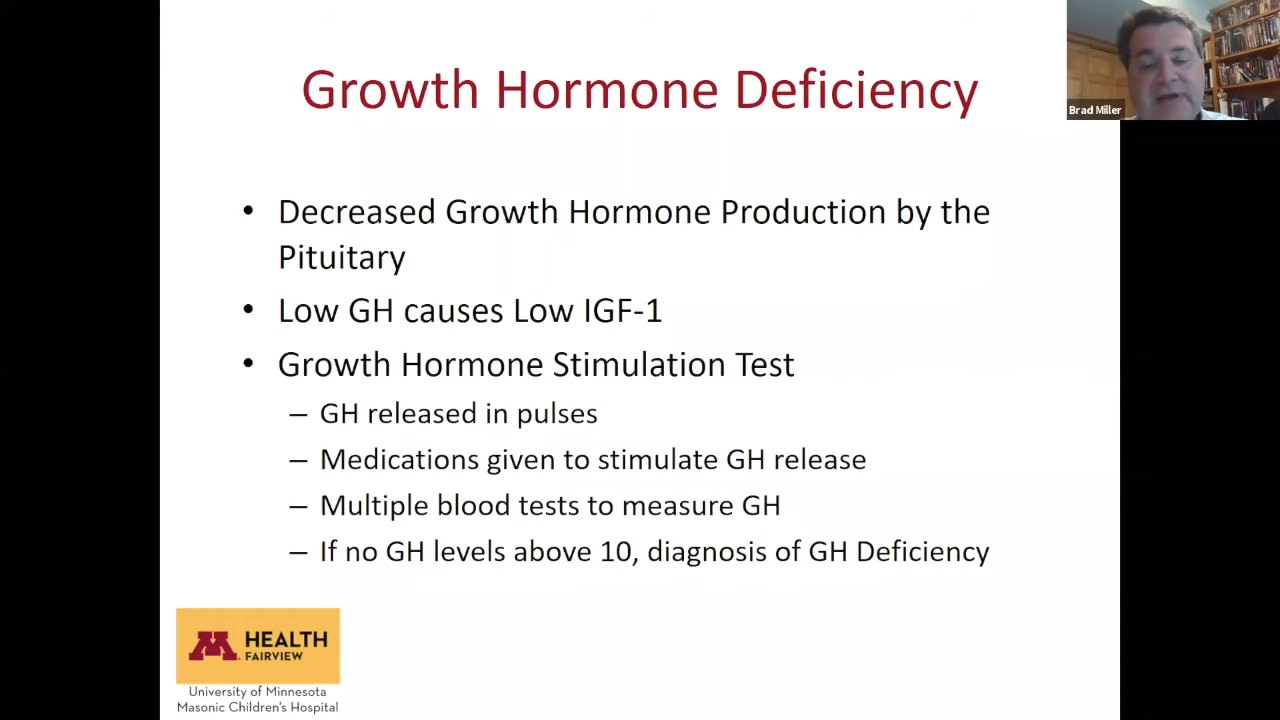 Growth Hormone Deficiency
Brad Miller
• Decreased Growth Hormone Production by the
Pituitary
• Low GH causes Low IGF-1
• Growth Hormone Stimulation Test
– GH released in pulses
– Medications given to stimulate GH release
– Multiple blood tests to measure GH
– If no GH levels above 10, diagnosis of GH Deficiency
M HEALTH
FAIRVIEW
University of Minnesota
Masonic Children's Hospital